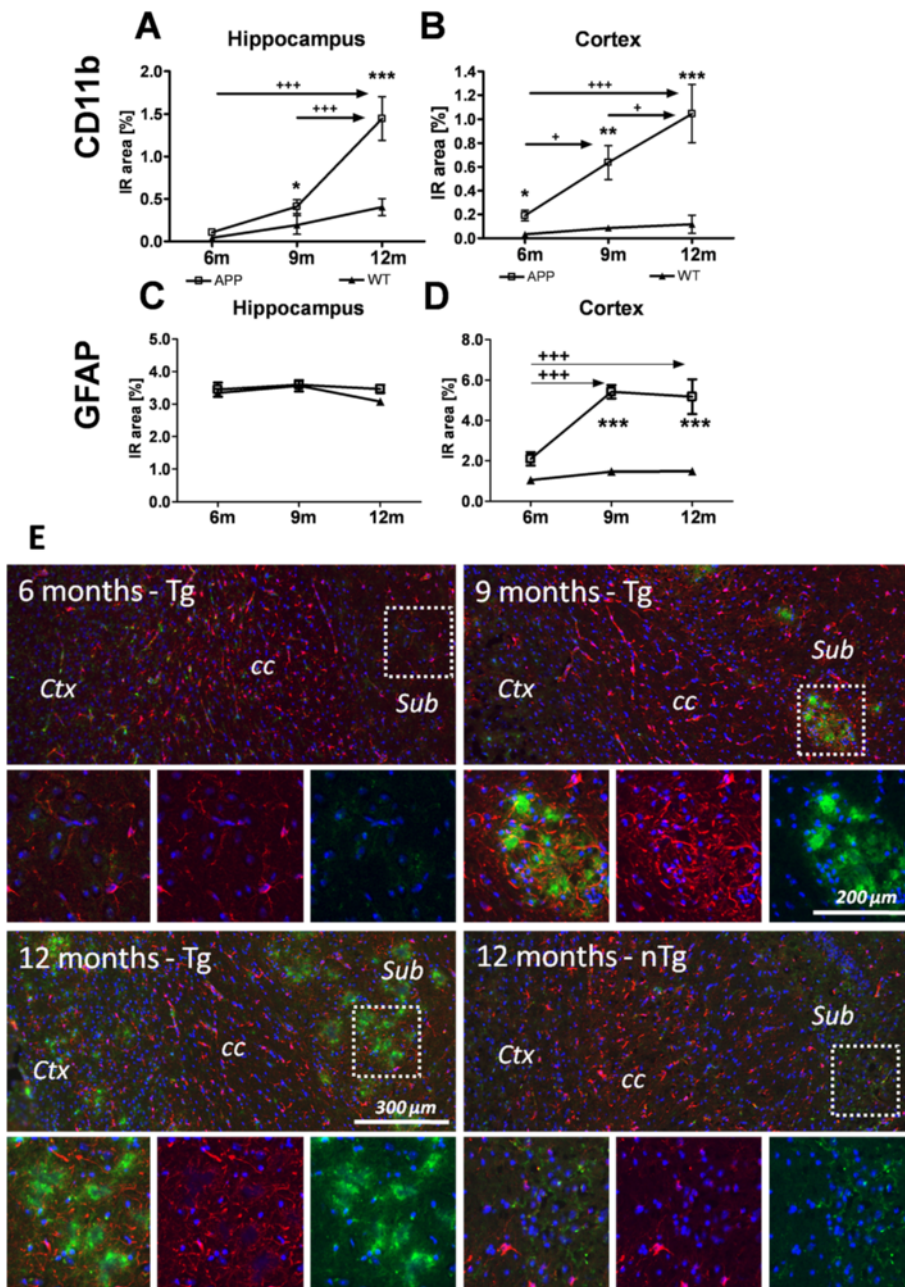 A
Hippocampus
CD11b
IR area [%]
2.0
1.5
1.0
0.5
0.0
+++
+++
***
*
6m
9m
12m
APP
WT
B
Cortex
IR area [%]
1.4
1.2
1.0
0.8
0.6
0.4
0.2
0.0
+++
+
+
***
**
*
6m
9m
12m
APP
WT
C
Hippocampus
GFAP
IR area [%]
5.0
4.0
3.0
2.0
1.0
0.0
6m
9m
12m
D
Cortex
IR area [%]
8.0
6.0
4.0
2.0
0.0
+++
+++
***
***
6m
9m
12m
E
6 months - Tg
Ctx
cc
Sub
9 months - Tg
Ctx
cc
Sub
200 µm
12 months - Tg
Ctx
cc
Sub
300 µm
12 months - nTg
Ctx
cc
Sub